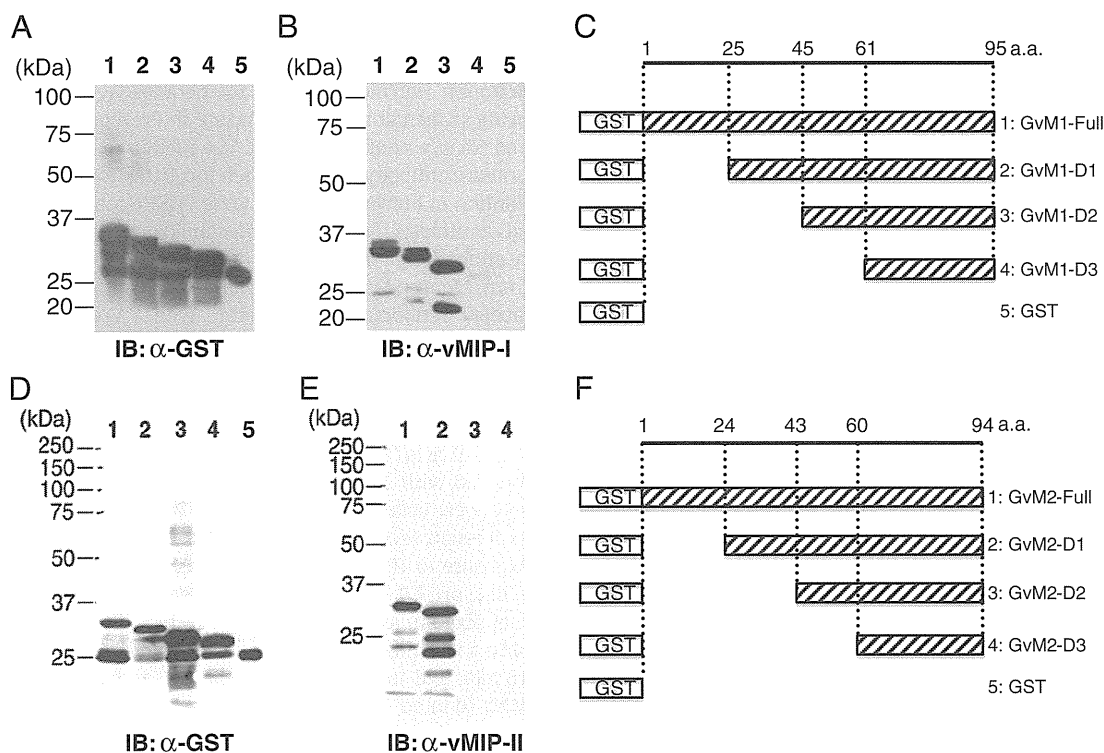 A
(kDa) 1 2 3 4 5
100
75
50
37
25
20
IB: α-GST
B
(kDa) 1 2 3 4 5
100
75
50
37
25
20
IB: α-vMIP-I
C
1 25 45 61 95 a.a.
GST 1: GvM1-Full
GST 2: GvM1-D1
GST 3: GvM1-D2
GST 4: GvM1-D3
GST 5: GST
D
(kDa) 1 2 3 4 5
250
150
100
75
50
37
25
IB: α-GST
E
(kDa) 1 2 3 4
250
150
100
75
50
37
25
IB: α-vMIP-II
F
1 24 43 60 94 a.a.
GST 1: GvM2-Full
GST 2: GvM2-D1
GST 3: GvM2-D2
GST 4: GvM2-D3
GST 5: GST